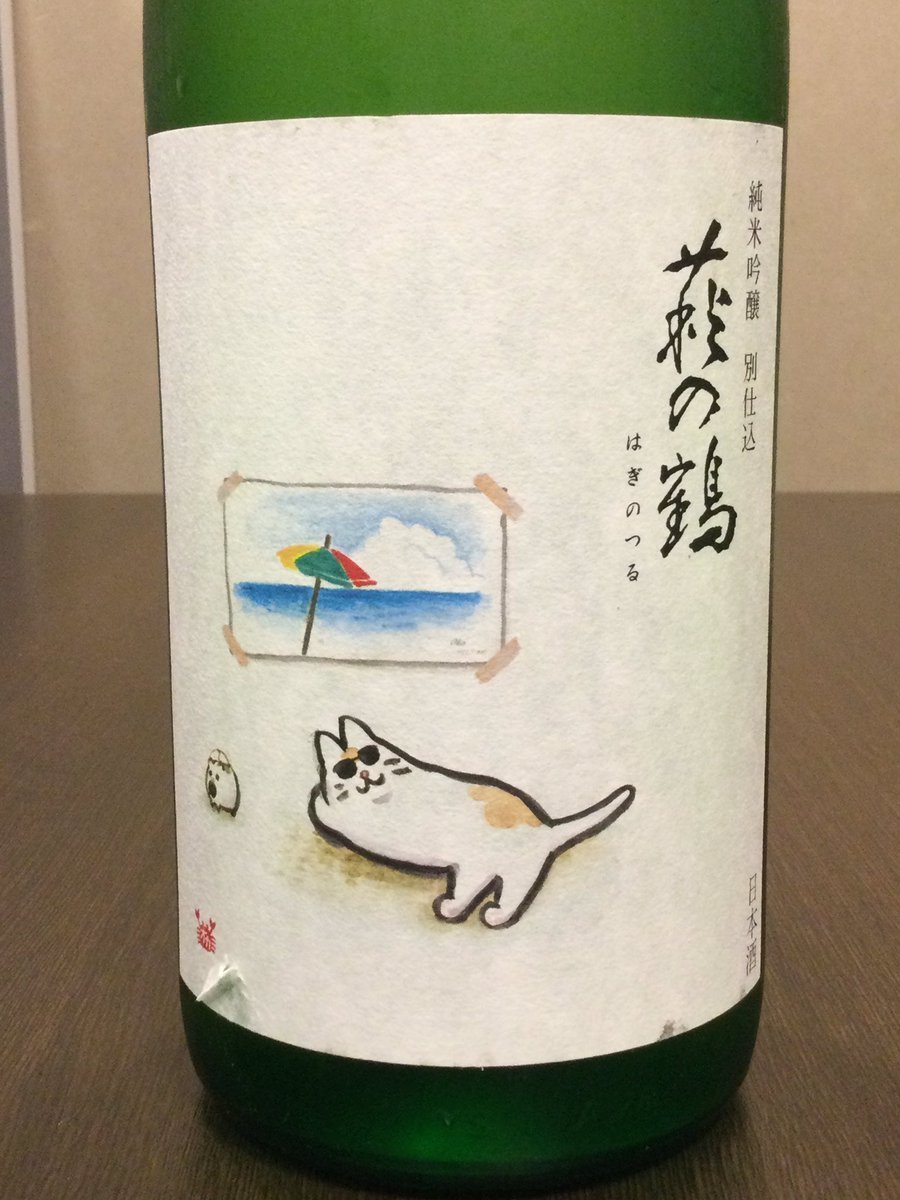 純米吟醸 別仕込
萩の鶴
はぎのつる
日本酒